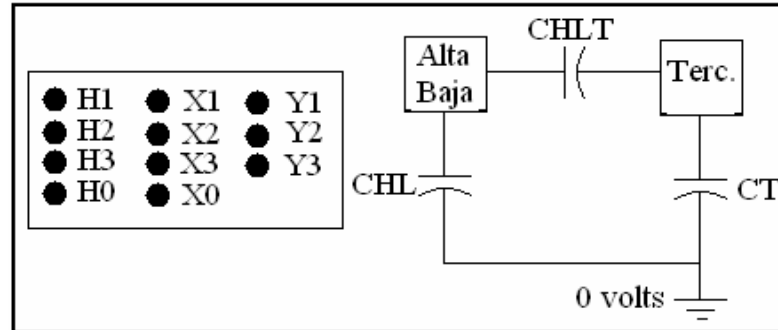 H1 X1 Y1
H2 X2 Y2
H3 X3 Y3
H0 X0
CHLT
Alta
Baja
Terc.
CHL
CT
0 volts